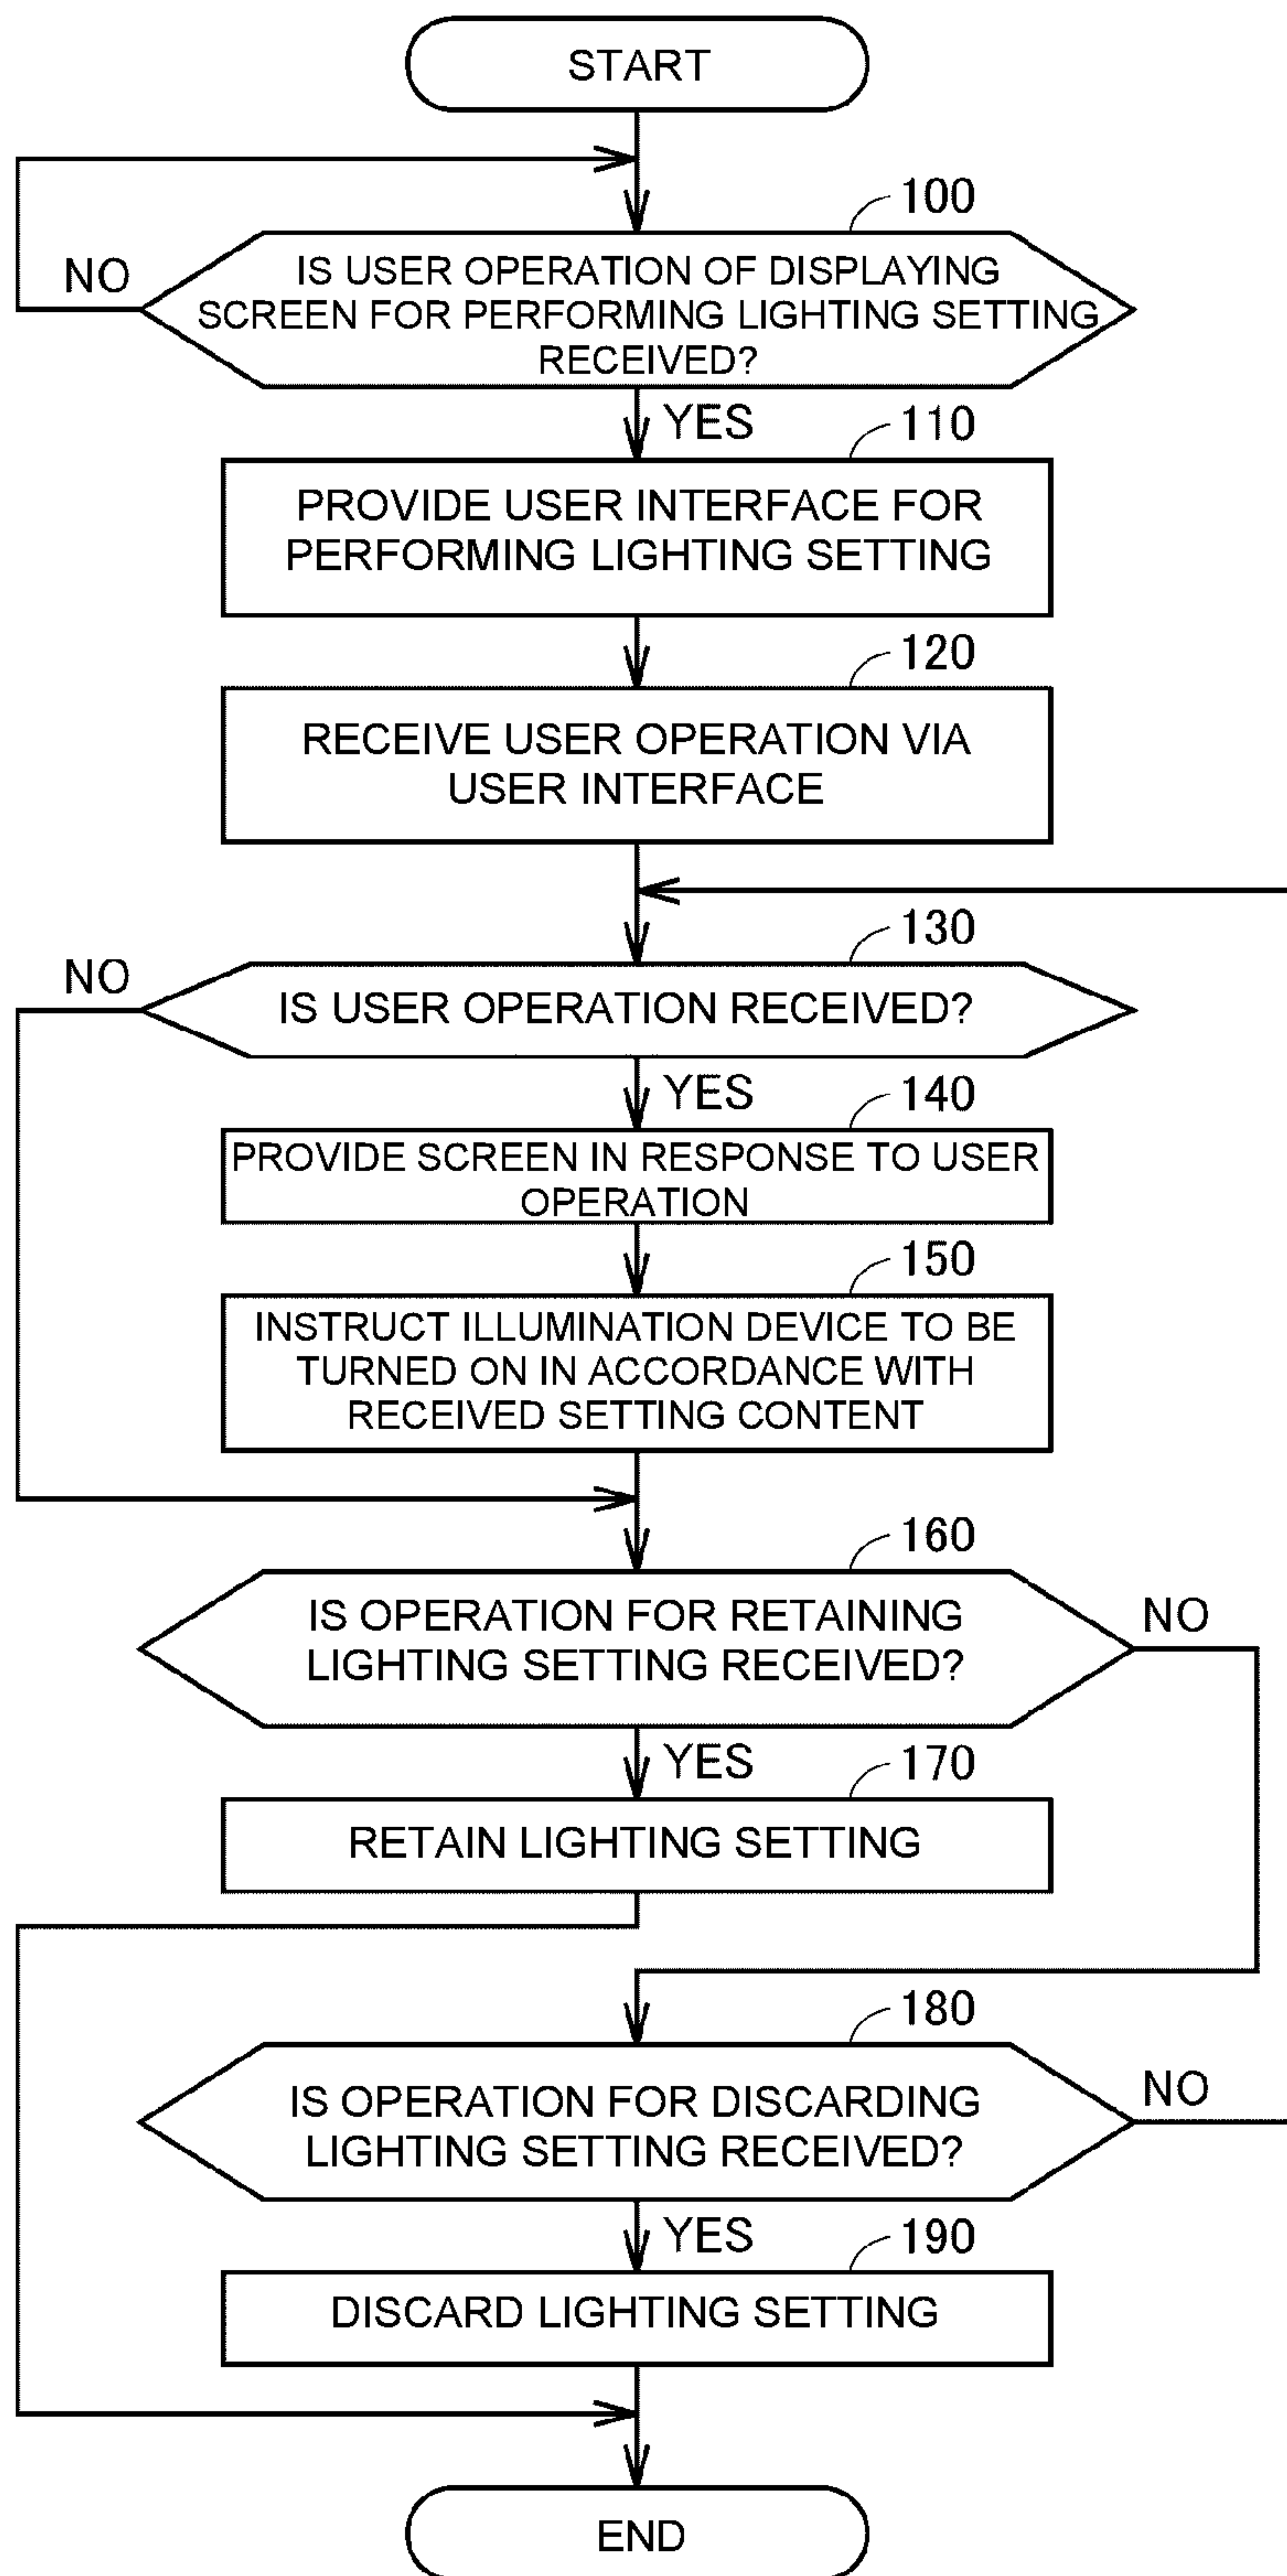 START
100
NO
IS USER OPERATION OF DISPLAYING
SCREEN FOR PERFORMING LIGHTING SETTING
RECEIVED?
YES
110
PROVIDE USER INTERFACE FOR
PERFORMING LIGHTING SETTING
120
RECEIVE USER OPERATION VIA
USER INTERFACE
130
NO
IS USER OPERATION RECEIVED?
YES
140
PROVIDE SCREEN IN RESPONSE TO USER
OPERATION
150
INSTRUCT ILLUMINATION DEVICE TO BE
TURNED ON IN ACCORDANCE WITH
RECEIVED SETTING CONTENT
160
IS OPERATION FOR RETAINING
LIGHTING SETTING RECEIVED?
NO
YES
170
RETAIN LIGHTING SETTING
180
IS OPERATION FOR DISCARDING
LIGHTING SETTING RECEIVED?
NO
YES
190
DISCARD LIGHTING SETTING
END